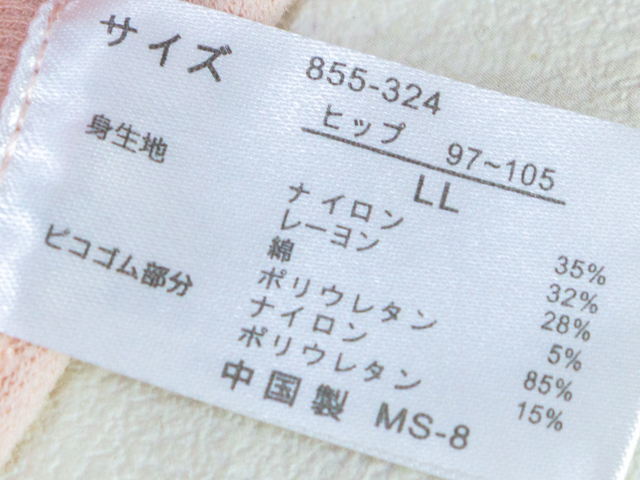 855-324
サイズ ヒップ 97~105
LL
身生地 ナイロン 35%
レーヨン 32%
綿 28%
ポリウレタン 5%
ピコゴム部分 ナイロン 85%
ポリウレタン 15%
中国製 MS-8